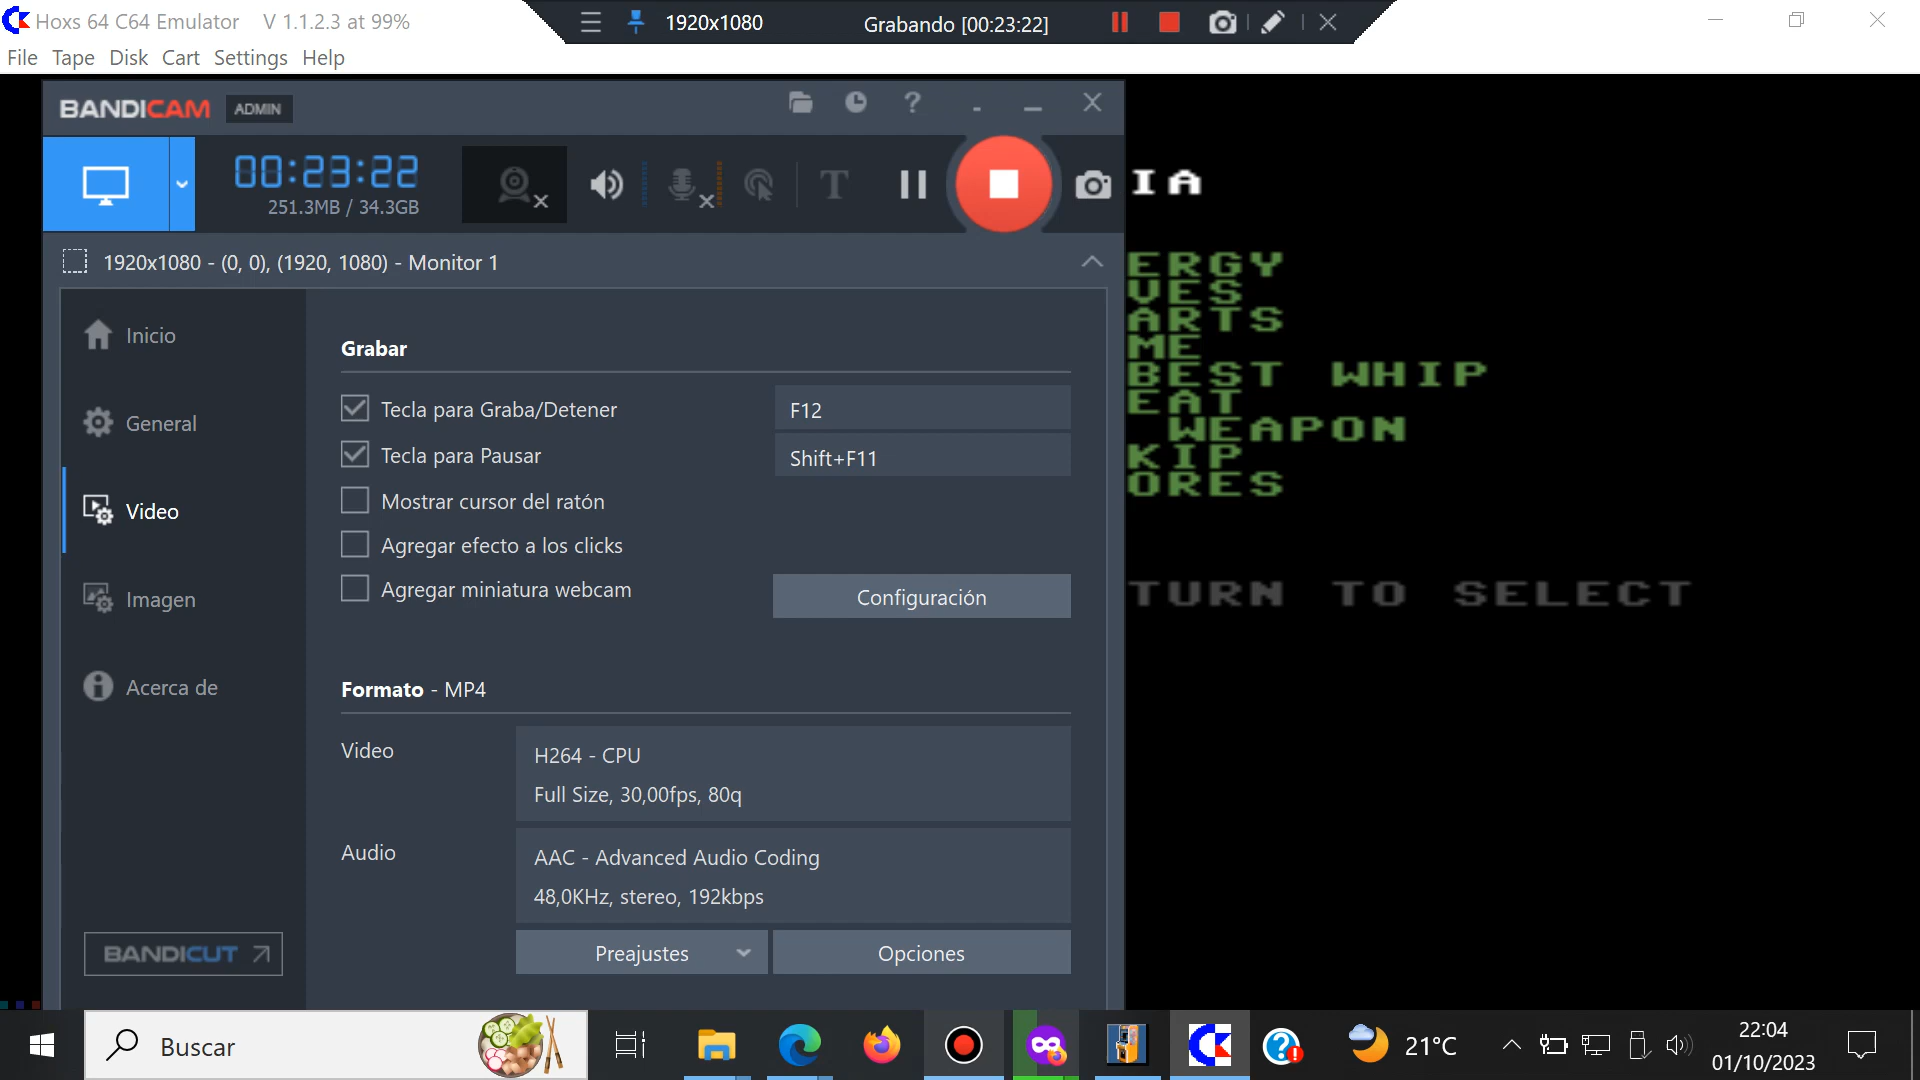 Hoxs 64 C64 Emulator V 1.1.2.3 at 99%
1920x1080
Grabando [00:23:22]
File Tape Disk Cart Settings Help
BANDICAM ADMIN
00:23:22
251.3MB / 34.3GB
T
IA
1920x1080 - (0, 0), (1920, 1080) - Monitor 1
ERGY
VES
ARTS
ME
BEST WHIP
EAT
WEAPON
KIP
ORES
TURN TO SELECT
Inicio
General
Video
Imagen
Acerca de
BANDICUT
Grabar
Tecla para Graba/Detener F12
Tecla para Pausar Shift+F11
Mostrar cursor del ratón
Agregar efecto a los clicks
Agregar miniatura webcam Configuración
Formato - MP4
Video
H264 - CPU
Full Size, 30,00fps, 80q
Audio
AAC - Advanced Audio Coding
48,0KHz, stereo, 192kbps
Preajustes Opciones
Buscar
21°C
22:04
01/10/2023